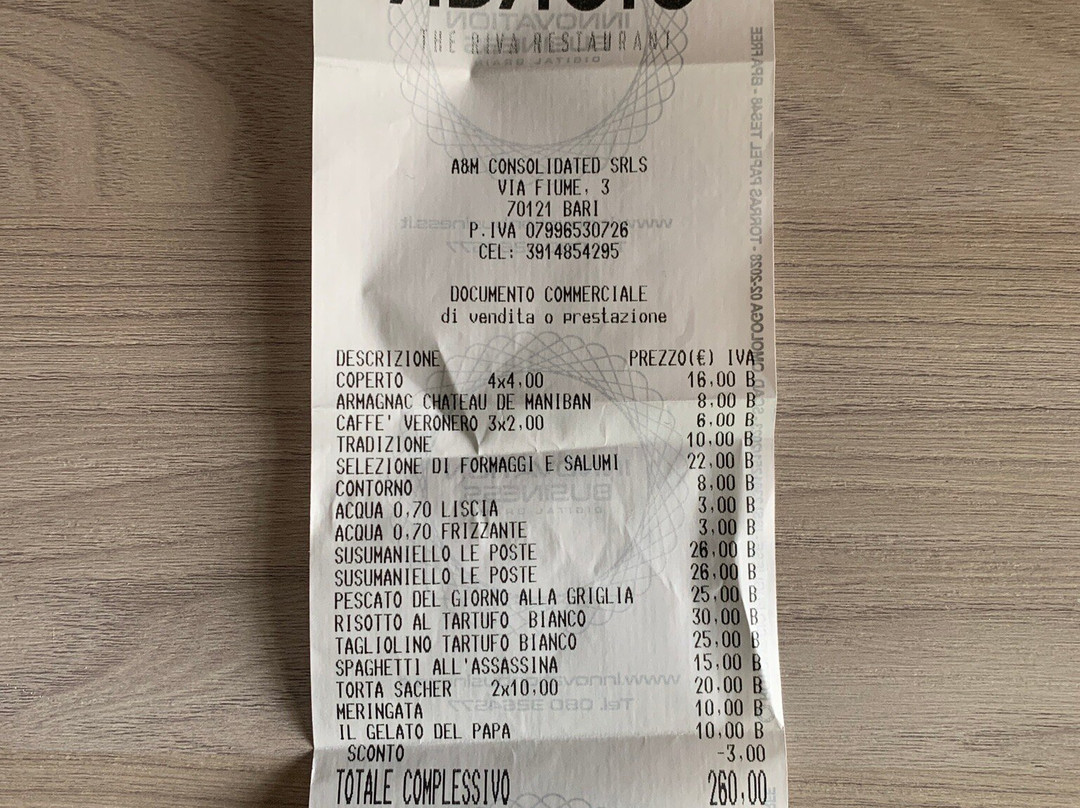 THE RIVA RESTAURANT
A&M CONSOLIDATED SRLS
VIA FIUME, 3
70121 BARI
P.IVA 07996530726
CEL: 3914854295
DOCUMENTO COMMERCIALE
di vendita o prestazione
DESCRIZIONE PREZZO(€) IVA
COPERTO 4x4,00 16,00 B
ARMAGNAC CHATEAU DE MANIBAN 8,00 B
CAFFE' VERONERO 3x2,00 6,00 B
TRADIZIONE 10,00 B
SELEZIONE DI FORMAGGI E SALUMI 22,00 B
CONTORNO 8,00 B
ACQUA 0,70 LISCIA 3,00 B
ACQUA 0,70 FRIZZANTE 3,00 B
SUSUMANIELLO LE POSTE 26,00 B
SUSUMANIELLO LE POSTE 26,00 B
PESCATO DEL GIORNO ALLA GRIGLIA 25,00 B
RISOTTO AL TARTUFO BIANCO 30,00 B
TAGLIOLINO TARTUFO BIANCO 25,00 B
SPAGHETTI ALL'ASSASSINA 15,00 B
TORTA SACHER 2x10,00 20,00 B
MERINGATA 10,00 B
IL GELATO DEL PAPA 10,00 B
SCONTO -3,00
TOTALE COMPLESSIVO 260,00